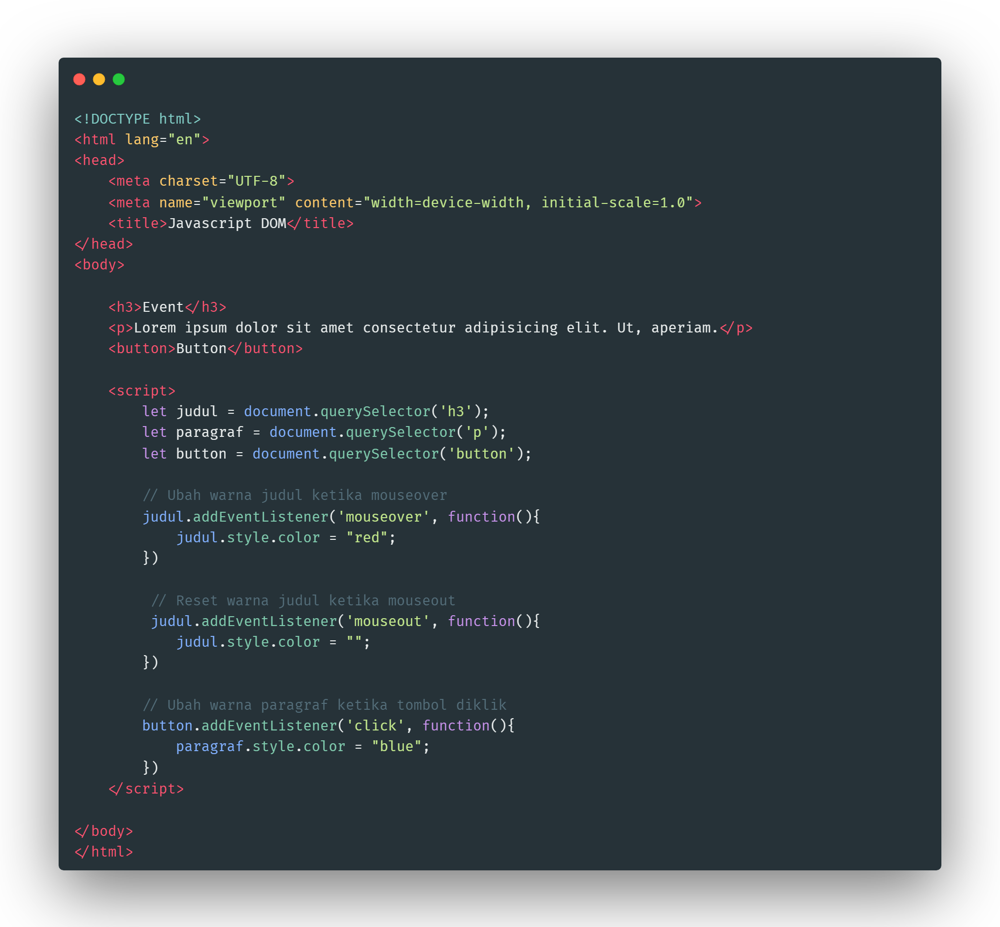 <!DOCTYPE html>
<html lang="en">
<head>
    <meta charset="UTF-8">
    <meta name="viewport" content="width=device-width, initial-scale=1.0">
    <title>Javascript DOM</title>
</head>
<body>

    <h3>Event</h3>
    <p>Lorem ipsum dolor sit amet consectetur adipisicing elit. Ut, aperiam.</p>
    <button>Button</button>

    <script>
        let judul = document.querySelector('h3');
        let paragraf = document.querySelector('p');
        let button = document.querySelector('button');

        // Ubah warna judul ketika mouseover
        judul.addEventListener('mouseover', function(){
            judul.style.color = "red";
        })

         // Reset warna judul ketika mouseout
         judul.addEventListener('mouseout', function(){
            judul.style.color = "";
        })

        // Ubah warna paragraf ketika tombol diklik
        button.addEventListener('click', function(){
            paragraf.style.color = "blue";
        })
    </script>

</body>
</html>